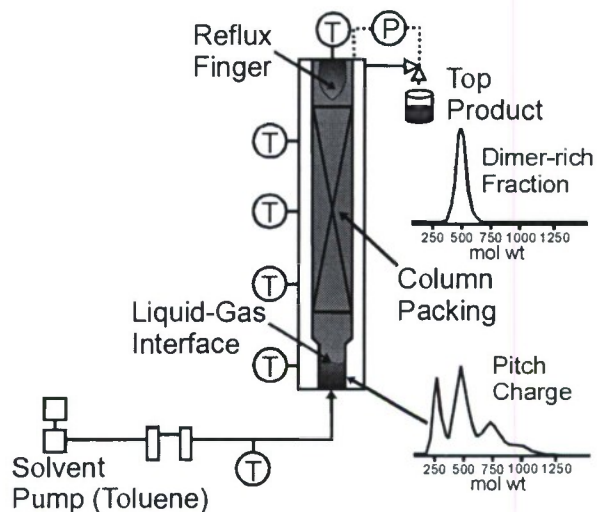 T
P
Reflux
Finger
Top
Product
T
Dimer-rich
Fraction
T
250 500 750 1000 1250
mol wt
Column
Packing
T
Liquid-Gas
Interface
T
Pitch
Charge
250 500 750 1000 1250
mol wt
T
Solvent
Pump (Toluene)